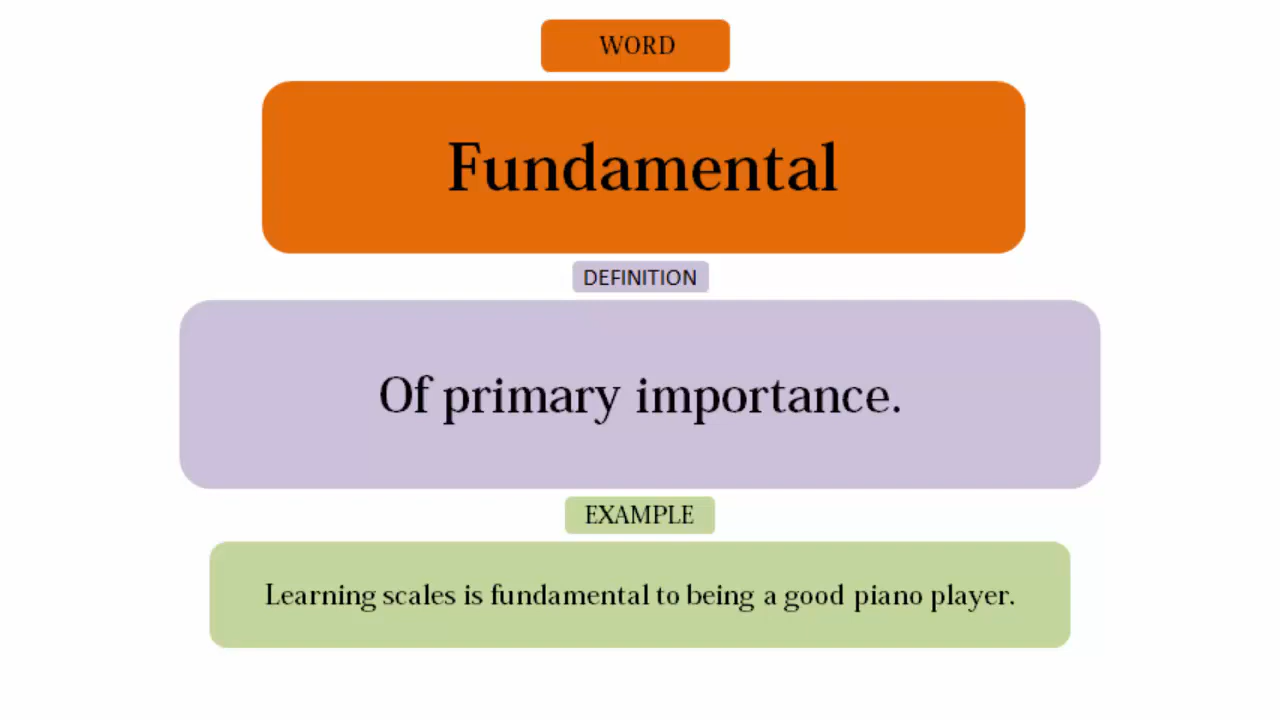 WORD
Fundamental
DEFINITION
Of primary importance.
EXAMPLE
Learning scales is fundamental to being a good piano player.